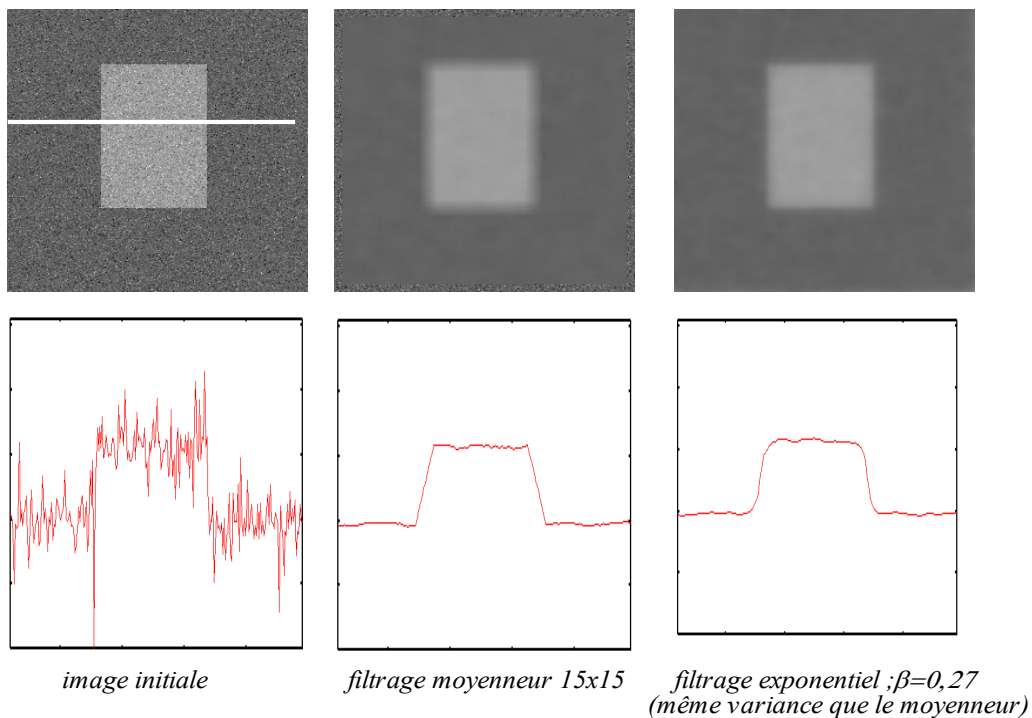 image initiale
filtrage moyenneur 15x15
filtrage exponentiel ;β=0,27
(même variance que le moyenneur)